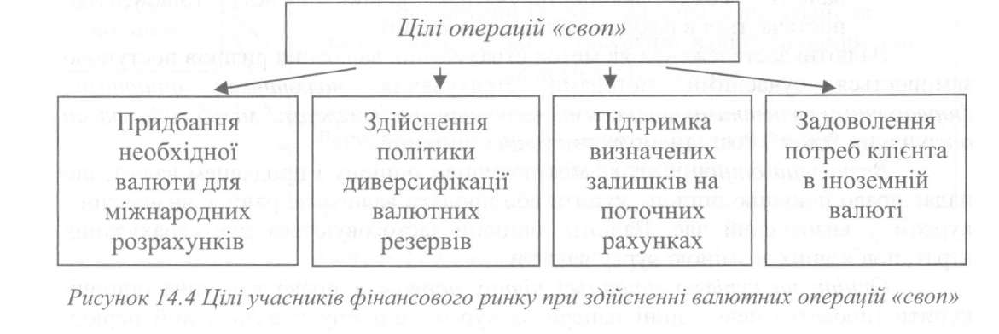 Цілі операцій «своп»
Придбання
необхідної
валюти для
міжнародних
розрахунків
Здійснення
політики
диверсифікації
валютних
резервів
Підтримка
визначених
залишків на
поточних
рахунках
Задоволення
потреб клієнта
в іноземній
валюті
Рисунок 14.4 Цілі учасників фінансового ринку при здійсненні валютних операцій «своп»